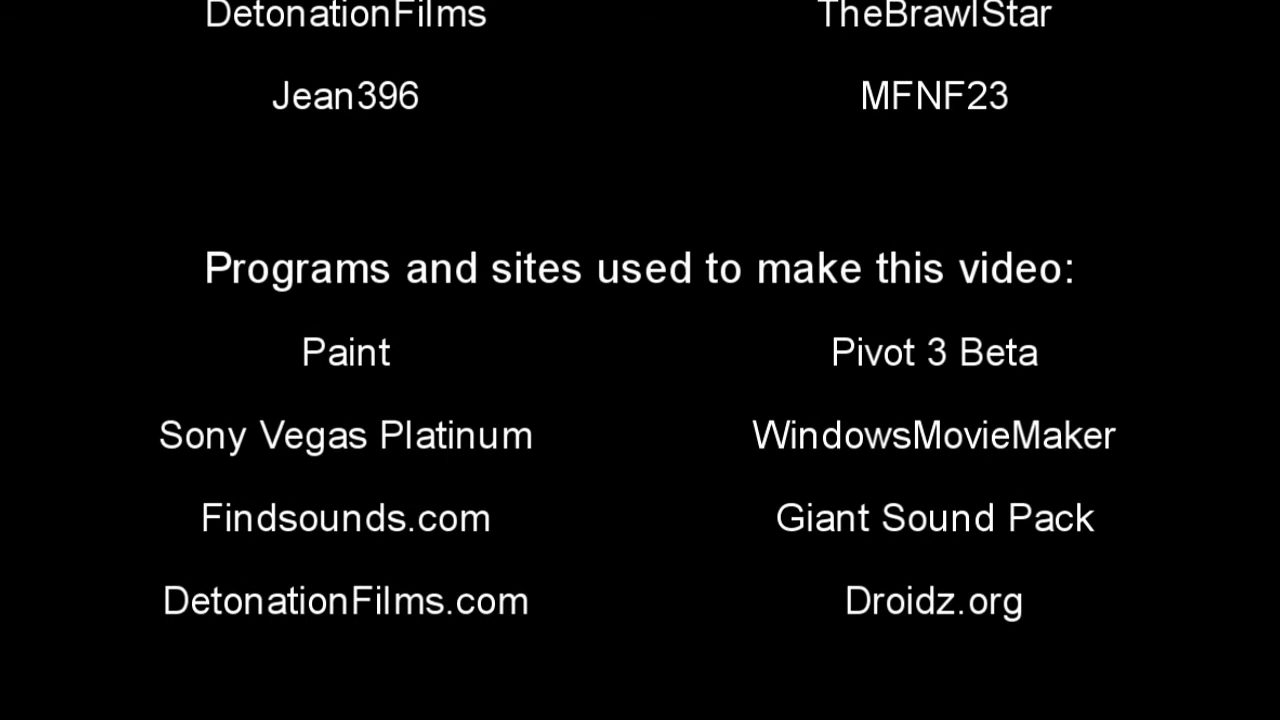 DetonationFilms TheBrawlStar
Jean396 MFNF23
Programs and sites used to make this video:
Paint Pivot 3 Beta
Sony Vegas Platinum WindowsMovieMaker
Findsounds.com Giant Sound Pack
DetonationFilms.com Droidz.org